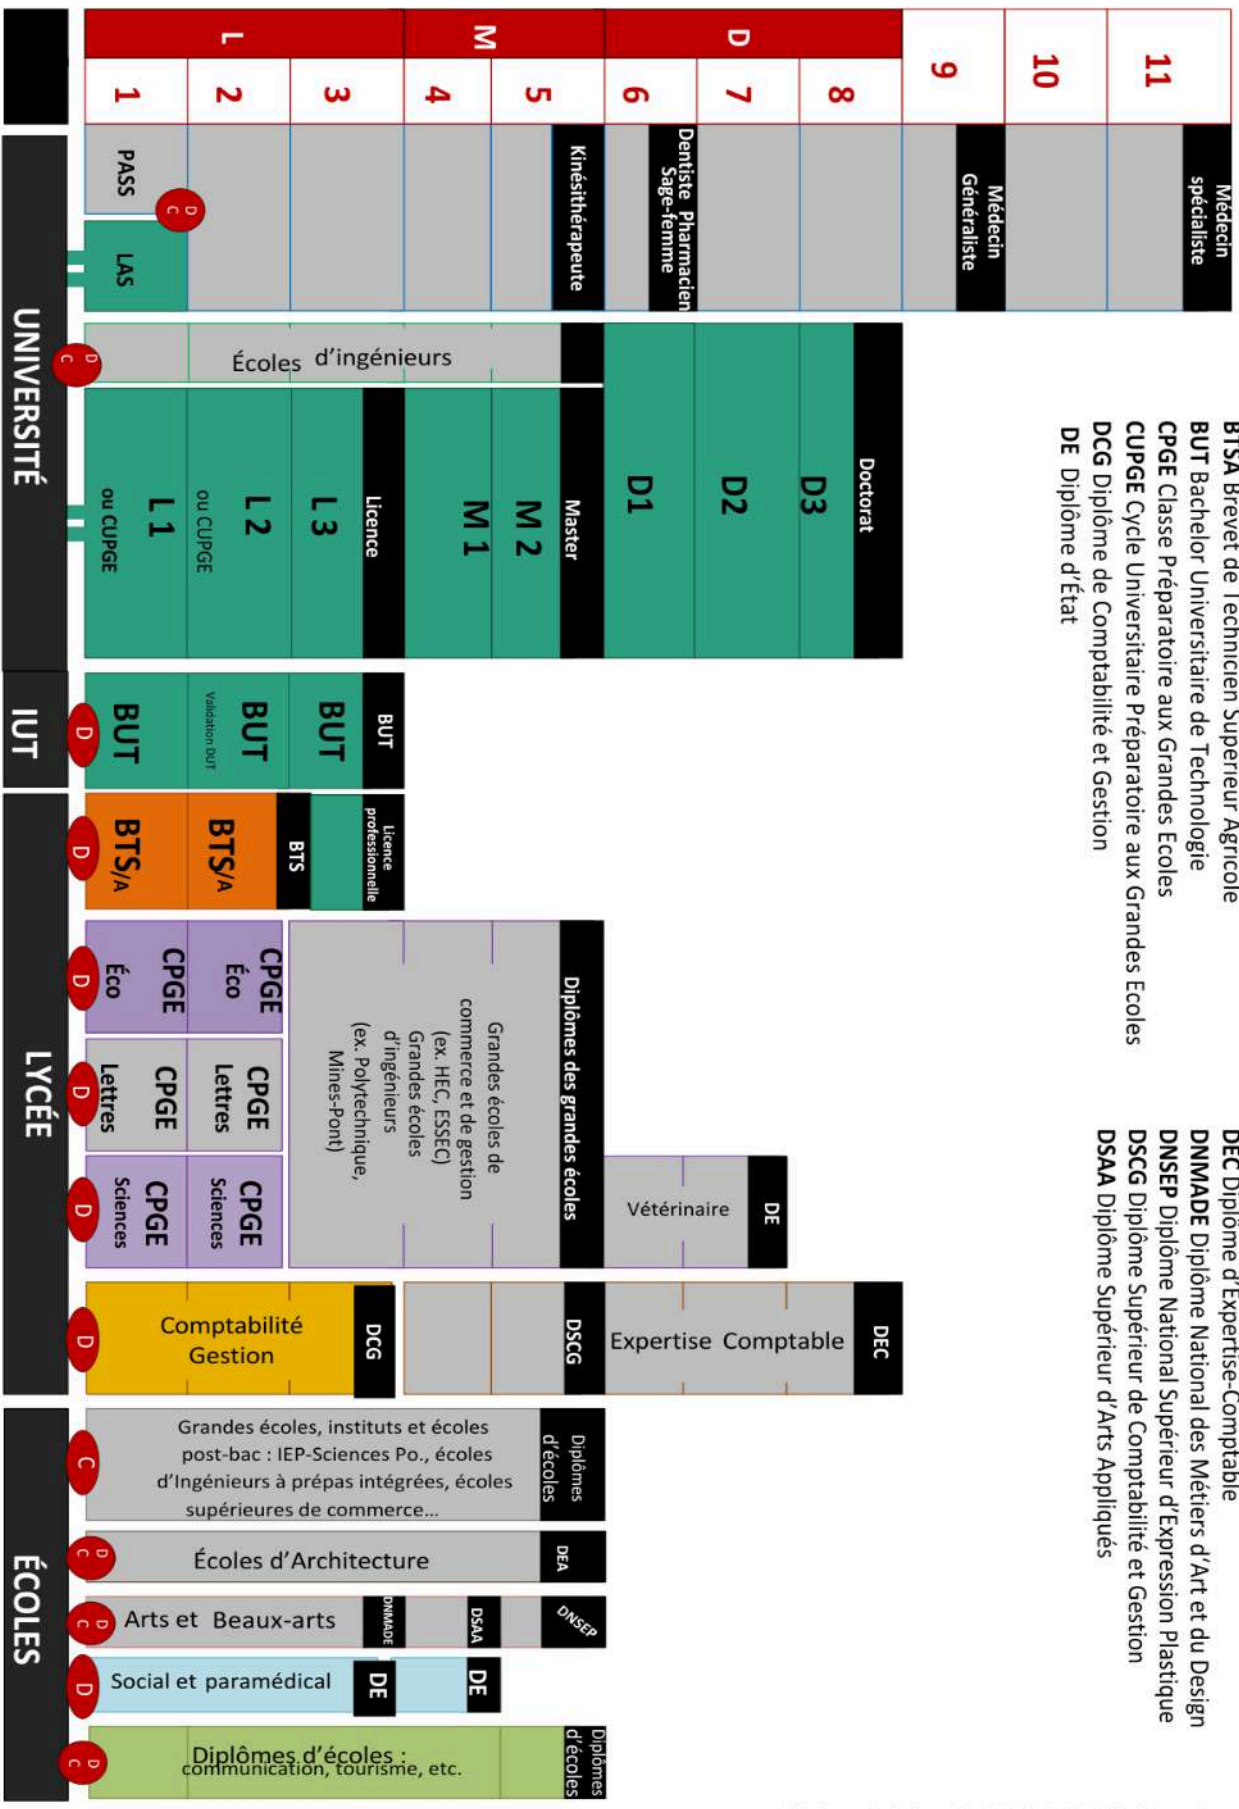 BTSA Brevet de Technicien Supérieur Agricole
BUT Bachelor Universitaire de Technologie
CPGE Classe Préparatoire aux Grandes Ecoles
CUPGE Cycle Universitaire Préparatoire aux Grandes Ecoles
DCG Diplôme de Comptabilité et Gestion
DE Diplôme d'État
DEC Diplôme d'Expertise-Comptable
DNMADE Diplôme National des Métiers d'Art et du Design
DNSEP Diplôme National Supérieur d'Expression Plastique
DSCG Diplôme Supérieur de Comptabilité et Gestion
DSAA Diplôme Supérieur d'Arts Appliqués
11
10
9
D
8
7
6
M
5
4
L
3
2
1
Médecin
spécialiste
Médecin
Généraliste
Dentiste Pharmacien
Sage-femme
Kinésithérapeute
PASS
D
C
LAS
Écoles d'ingénieurs
D
C
Doctorat
D3
D2
D1
Master
M 2
M 1
Licence
L 3
L 2
ou CUPGE
L 1
ou CUPGE
BUT
BUT
BUT
Validation DUT
BUT
D
Licence
professionnelle
BTS
BTS/A
BTS/A
D
Diplômes des grandes écoles
Grandes écoles de
commerce et de gestion
(ex. HEC, ESSEC)
Grandes écoles
d'ingénieurs
(ex. Polytechnique,
Mines-Pont)
CPGE
Éco
CPGE
Éco
D
CPGE
Lettres
CPGE
Lettres
D
CPGE
Sciences
CPGE
Sciences
D
DE
Vétérinaire
DEC
Expertise Comptable
DSCG
DCG
Comptabilité
Gestion
D
Diplômes
d'écoles
Grandes écoles, instituts et écoles
post-bac : IEP-Sciences Po., écoles
d'Ingénieurs à prépas intégrées, écoles
supérieures de commerce…
C
DEA
Écoles d'Architecture
D
C
DNSEP
DSAA
DNMADE
Arts et Beaux-arts
D
C
DE
DE
Social et paramédical
D
Diplômes
d'écoles
Diplômes d'écoles :
communication, tourisme, etc.
D
C
UNIVERSITÉ
IUT
LYCÉE
ÉCOLES